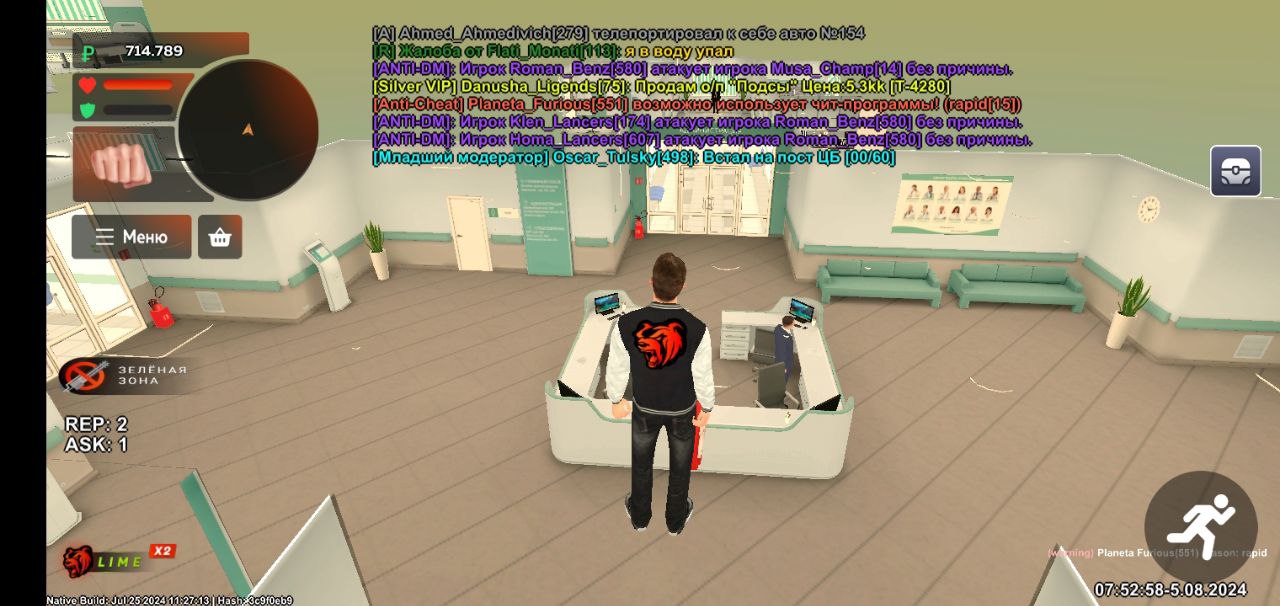 [A] Ahmed_Ahmedivich[279] телепортировал к себе авто №154
[R] Жалоба от Flati_Monati[113]: я в воду упал
[ANTI-DM]: Игрок Roman_Benz[580] атакует игрока Musa_Champ[14] без причины.
[Silver VIP] Danusha_Ligends[75]: Продам о/п "Подсы" Цена:5.3kk [T-4280]
[Anti-Cheat] Planeta_Furious[551] возможно использует чит-программы! (rapid[15])
[ANTI-DM]: Игрок Klen_Lancers[174] атакует игрока Roman_Benz[580] без причины.
[ANTI-DM]: Игрок Homa_Lancers[607] атакует игрока Roman_Benz[580] без причины.
[Младший модератор] Oscar_Tulsky[498]: Встал на пост ЦБ [00/60]
₽ 714.789
Меню
ЗЕЛЁНАЯ
ЗОНА
REP: 2
ASK: 1
LIME X2
(warning) Planeta Furious(551) rapid
07:52:58-5.08.2024
Native Build: Jul 25 2024 11:27:13 | Hash: 3c9f0eb9